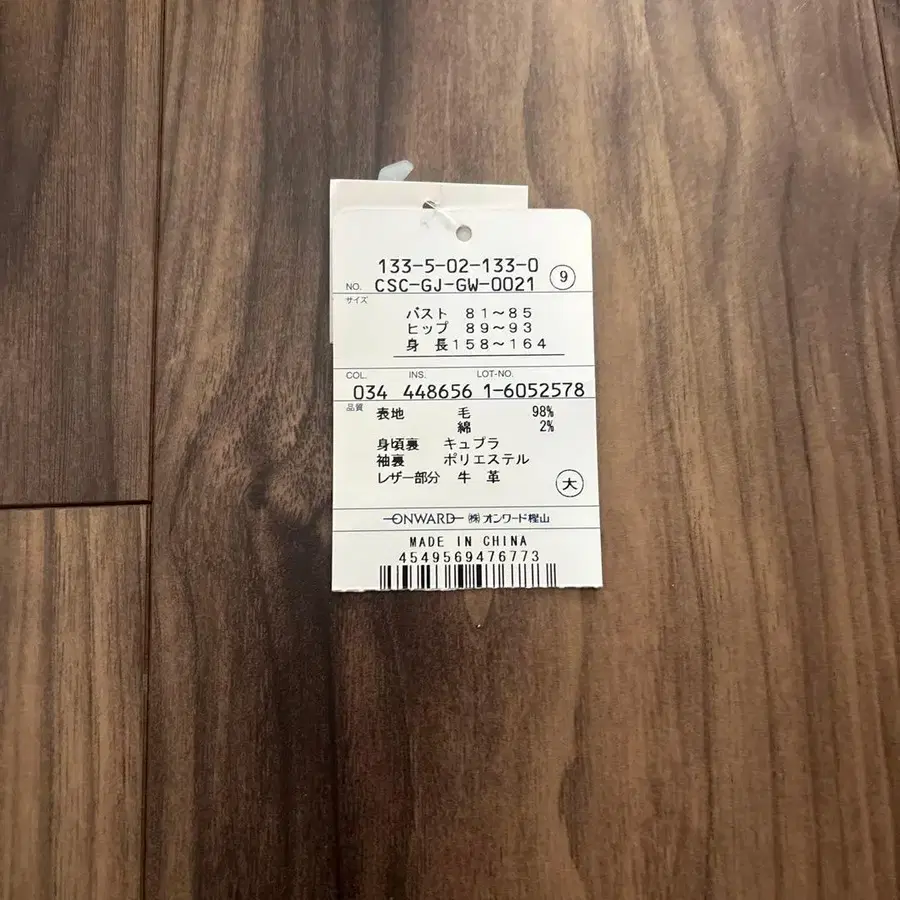 133-5-02-133-0
NO. CSC-GJ-GW-0021 9
サイズ
バスト 81~85
ヒップ 89~93
身 長158~164
COL. INS. LOT-NO.
034 448656 1-6052578
品質 表地 毛 98%
綿 2%
身頃裏 キュプラ
袖裏 ポリエステル
レザー部分 牛 革 大
ONWARD ㈱オンワード樫山
MADE IN CHINA
4549569476773